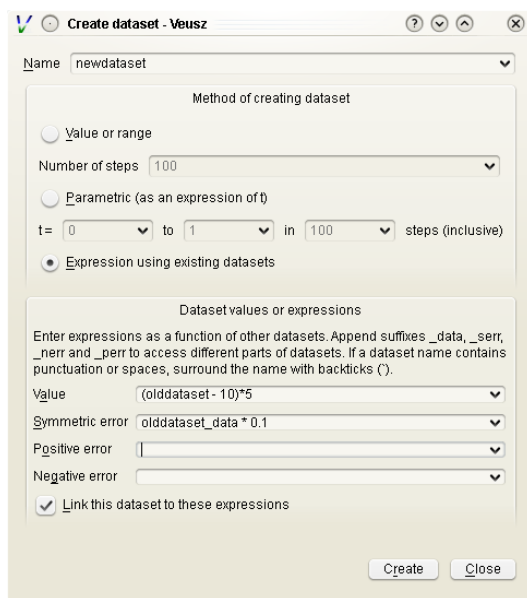 Create dataset - Veusz
Name newdataset
Method of creating dataset
Value or range
Number of steps 100
Parametric (as an expression of t)
t = 0 to 1 in 100 steps (inclusive)
Expression using existing datasets
Dataset values or expressions
Enter expressions as a function of other datasets. Append suffixes _data, _serr,
_nerr and _perr to access different parts of datasets. If a dataset name contains
punctuation or spaces, surround the name with backticks (`).
Value (olddataset - 10)*5
Symmetric error olddataset_data * 0.1
Positive error
Negative error
Link this dataset to these expressions
Create Close